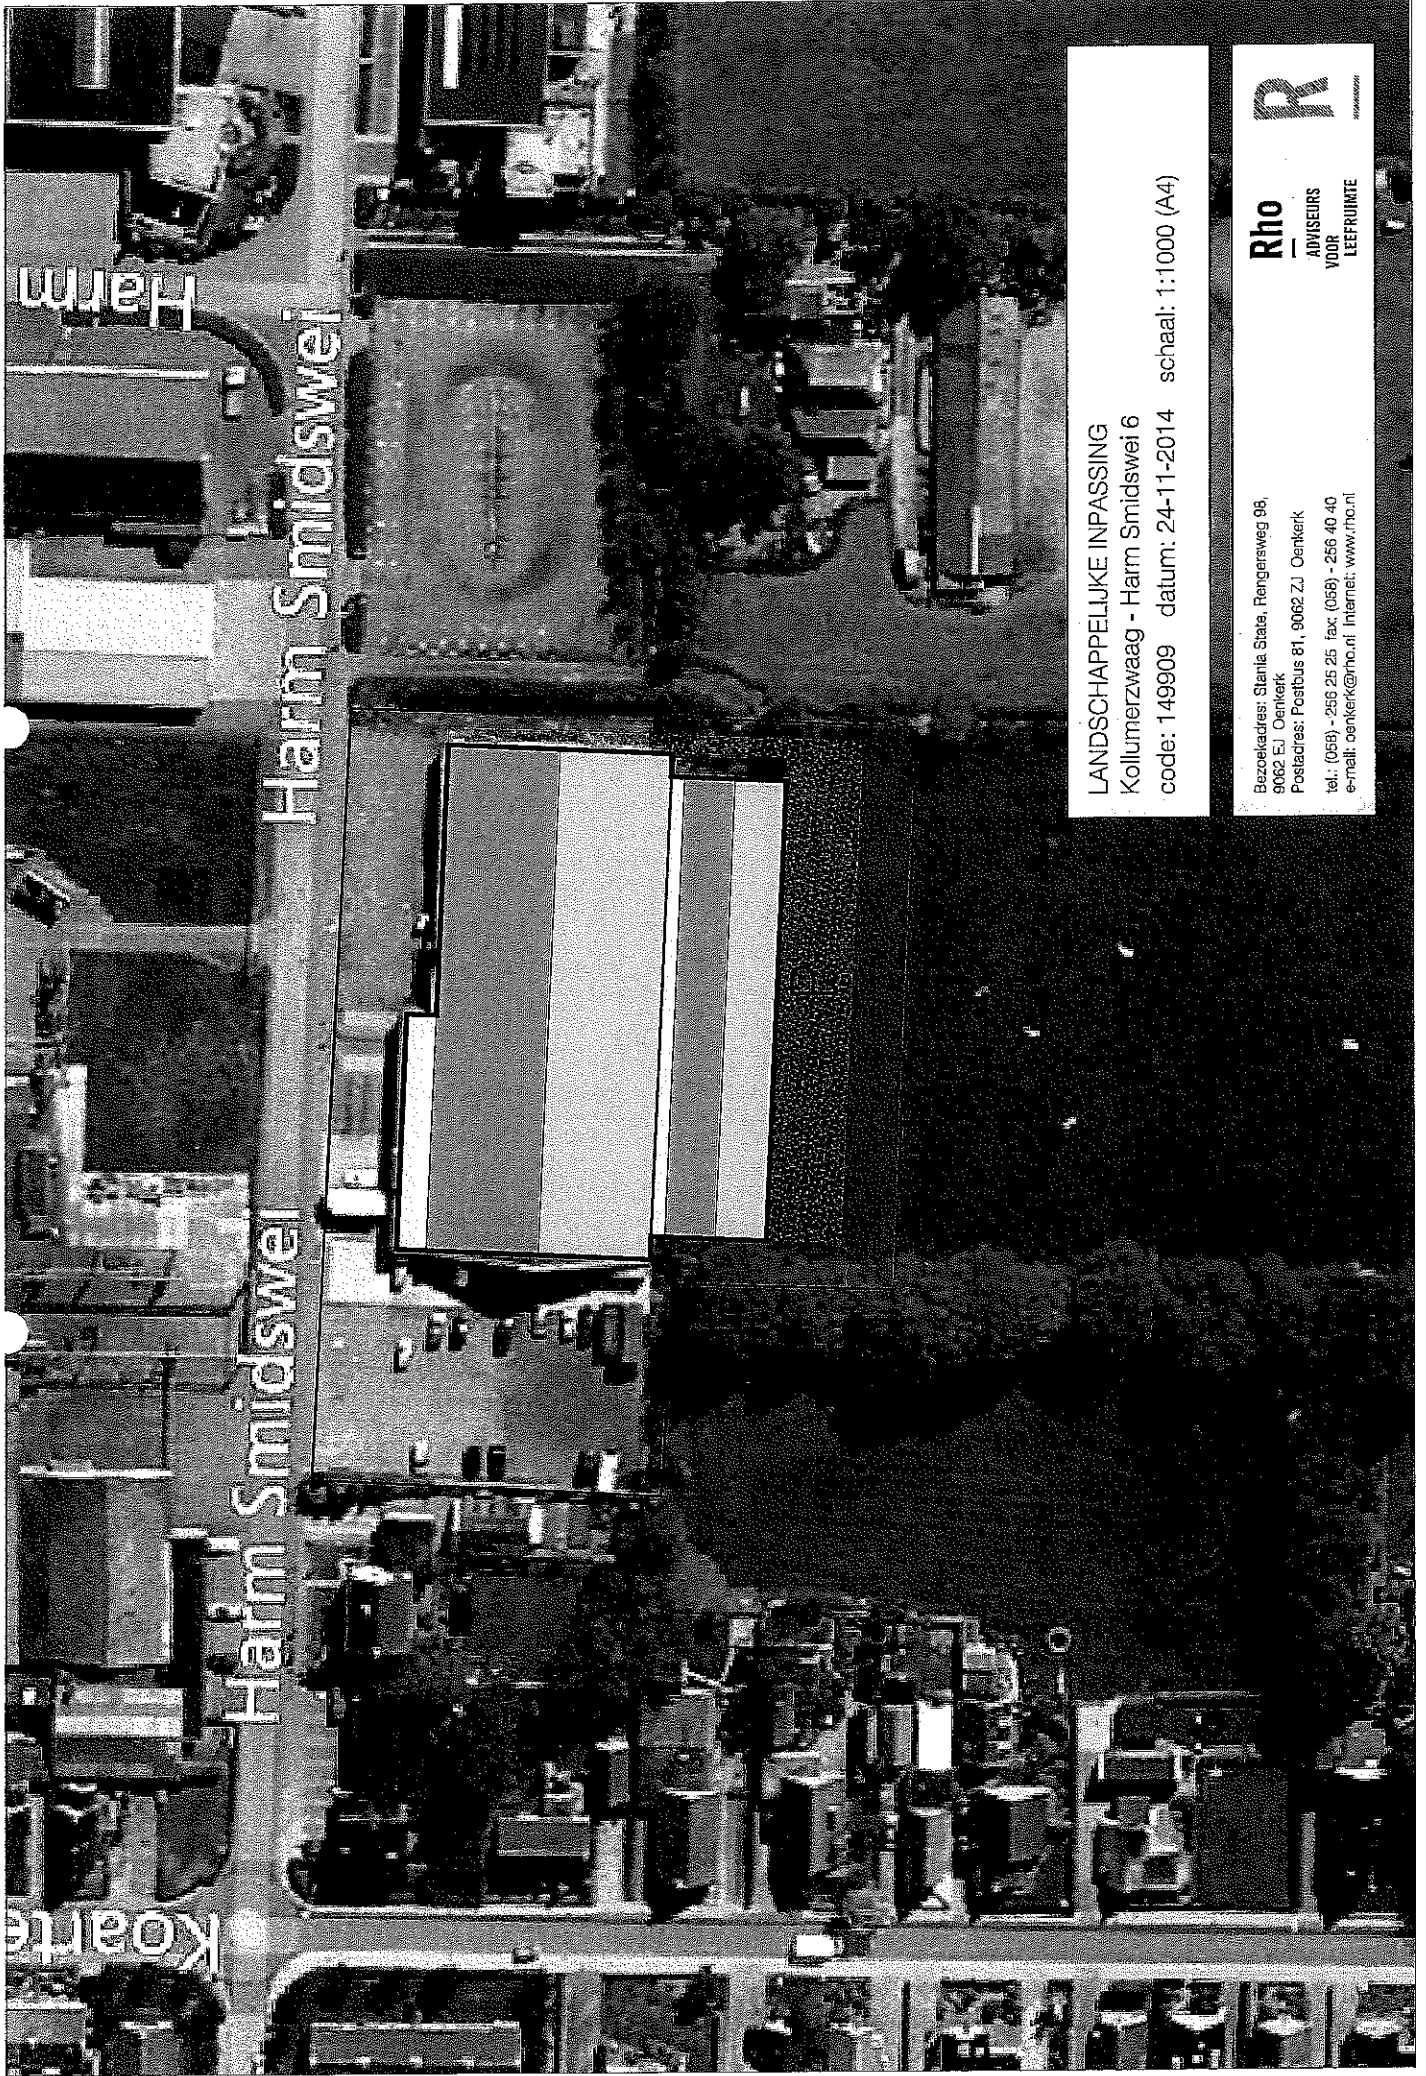 Koarte
Harm Smidswei
Harm Smidswei
Harm
LANDSCHAPPELIJKE INPASSING
Kollumerzwaag - Harm Smidswei 6
code: 149909 datum: 24-11-2014 schaal: 1:1000 (A4)
Bezoekadres: Stania State, Rengersweg 98,
9062 EJ Oenkerk
Postadres: Postbus 81, 9062 ZJ Oenkerk
tel.: (058) - 256 25 25 fax: (058) - 256 40 40
e-mail: oenkerk@rho.nl internet: www.rho.nl
Rho
ADVISEURS
VOOR
LEEFRUIMTE
R